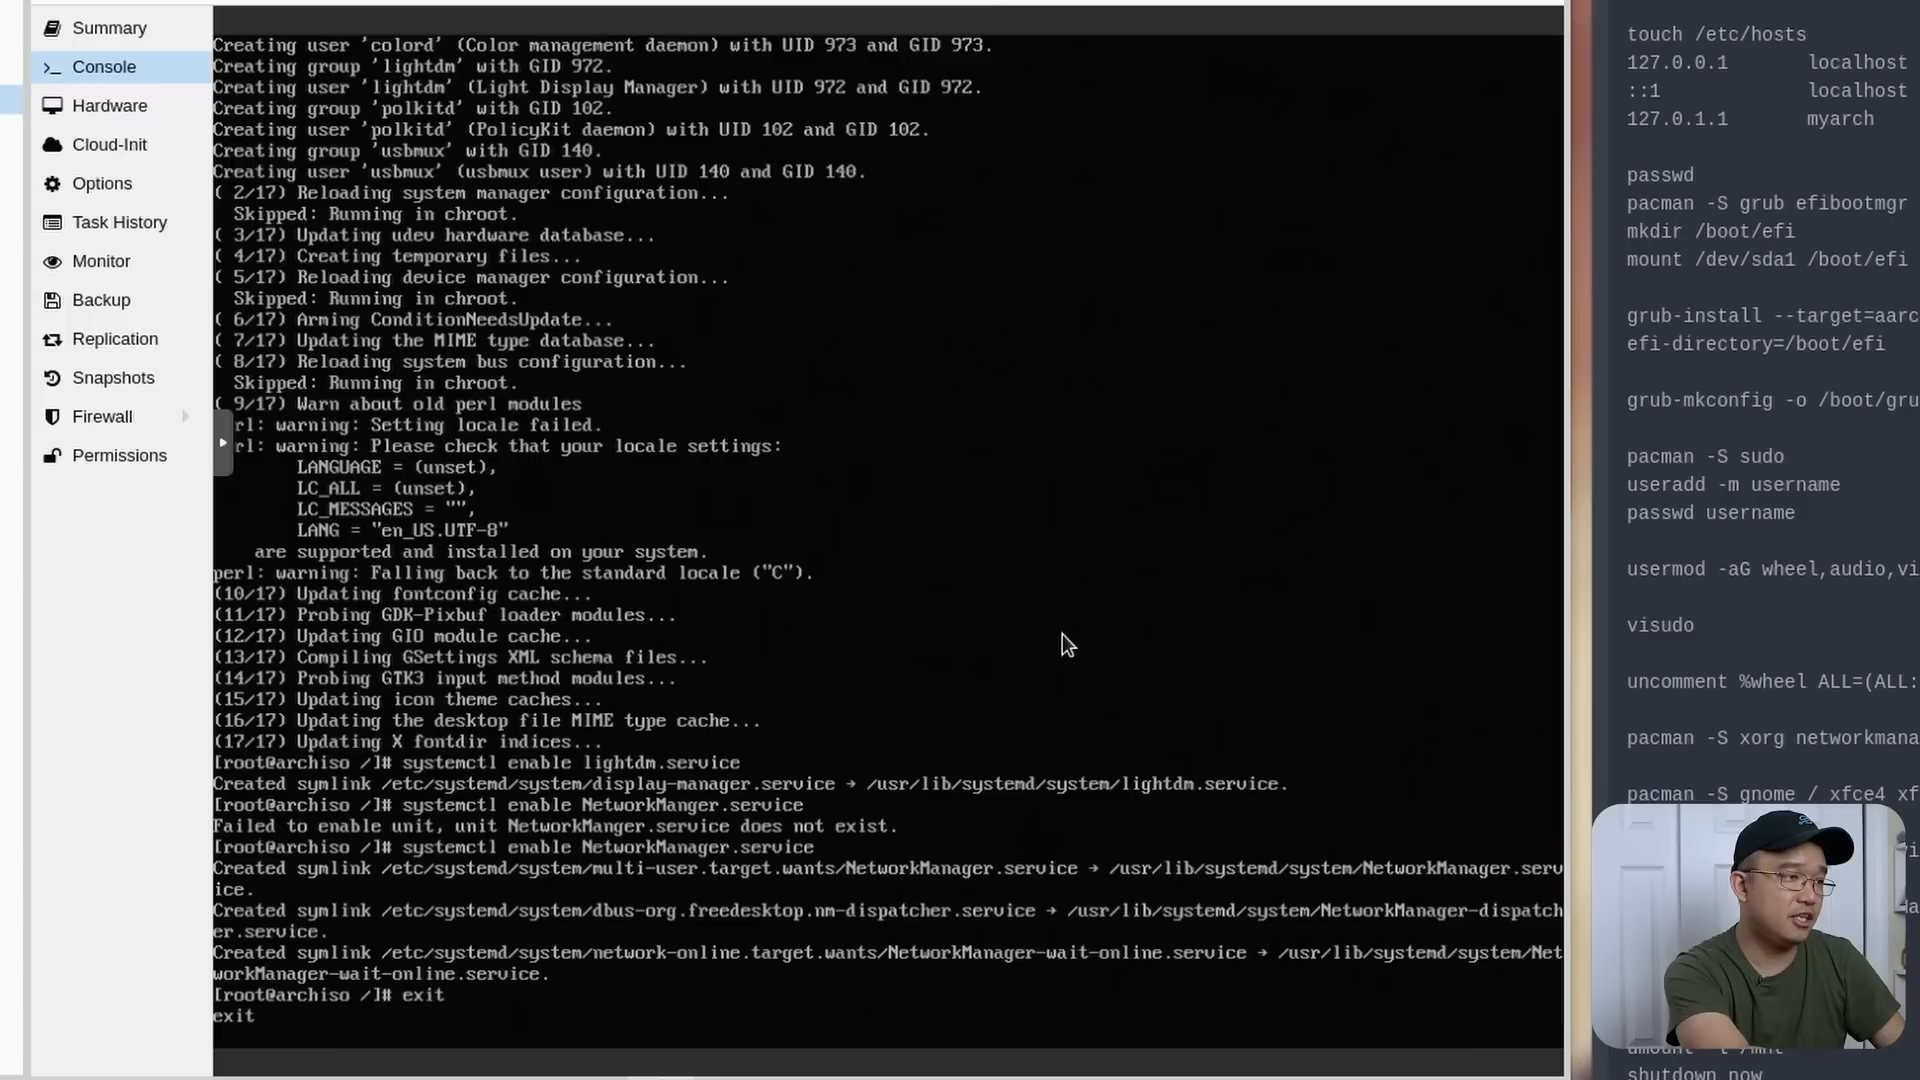 Summary
Console
Hardware
Cloud-Init
Options
Task History
Monitor
Backup
Replication
Snapshots
Firewall
Permissions
Creating user 'colord' (Color management daemon) with UID 973 and GID 973.
Creating group 'lightdm' with GID 972.
Creating user 'lightdm' (Light Display Manager) with UID 972 and GID 972.
Creating group 'polkitd' with GID 102.
Creating user 'polkitd' (PolicyKit daemon) with UID 102 and GID 102.
Creating group 'usbmux' with GID 140.
Creating user 'usbmux' (usbmux user) with UID 140 and GID 140.
( 2/17) Reloading system manager configuration...
Skipped: Running in chroot.
( 3/17) Updating udev hardware database...
( 4/17) Creating temporary files...
( 5/17) Reloading device manager configuration...
Skipped: Running in chroot.
( 6/17) Arming ConditionNeedsUpdate...
( 7/17) Updating the MIME type database...
( 8/17) Reloading system bus configuration...
Skipped: Running in chroot.
( 9/17) Warn about old perl modules
rl: warning: Setting locale failed.
rl: warning: Please check that your locale settings:
LANGUAGE = (unset),
LC_ALL = (unset),
LC_MESSAGES = "",
LANG = "en_US.UTF-8"
are supported and installed on your system.
perl: warning: Falling back to the standard locale ("C").
(10/17) Updating fontconfig cache...
(11/17) Probing GDK-Pixbuf loader modules...
(12/17) Updating GIO module cache...
(13/17) Compiling GSettings XML schema files...
(14/17) Probing GTK3 input method modules...
(15/17) Updating icon theme caches...
(16/17) Updating the desktop file MIME type cache...
(17/17) Updating X fontdir indices...
[root@archiso /]# systemctl enable lightdm.service
Created symlink /etc/systemd/system/display-manager.service → /usr/lib/systemd/system/lightdm.service.
[root@archiso /]# systemctl enable NetworkManger.service
Failed to enable unit, unit NetworkManger.service does not exist.
[root@archiso /]# systemctl enable NetworkManager.service
Created symlink /etc/systemd/system/multi-user.target.wants/NetworkManager.service → /usr/lib/systemd/system/NetworkManager.serv
ice.
Created symlink /etc/systemd/system/dbus-org.freedesktop.nm-dispatcher.service → /usr/lib/systemd/system/NetworkManager-dispatch
er.service.
Created symlink /etc/systemd/system/network-online.target.wants/NetworkManager-wait-online.service → /usr/lib/systemd/system/Net
workManager-wait-online.service.
[root@archiso /]# exit
exit
touch /etc/hosts
127.0.0.1 localhost
::1 localhost
127.0.1.1 myarch
passwd
pacman -S grub efibootmgr
mkdir /boot/efi
mount /dev/sda1 /boot/efi
grub-install --target=aarc
efi-directory=/boot/efi
grub-mkconfig -o /boot/gru
pacman -S sudo
useradd -m username
passwd username
usermod -aG wheel,audio,vi
visudo
uncomment %wheel ALL=(ALL:
pacman -S xorg networkmana
pacman -S gnome / xfce4 xf
shutdown now